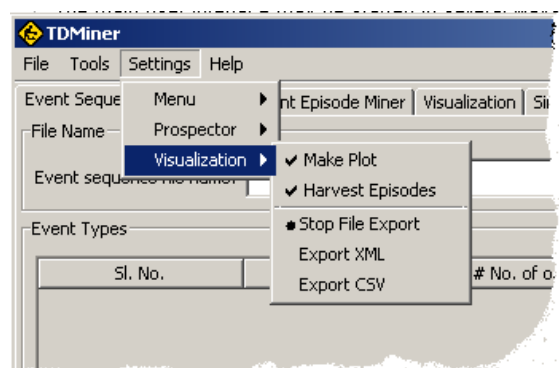 TDMiner
File Tools Settings Help
Event Seque nt Episode Miner Visualization
Menu
File Name
Prospector
Visualization
Make Plot
Event sequence file name:
Harvest Episodes
Event Types
Stop File Export
Export XML
Sl. No. # No. of o
Export CSV